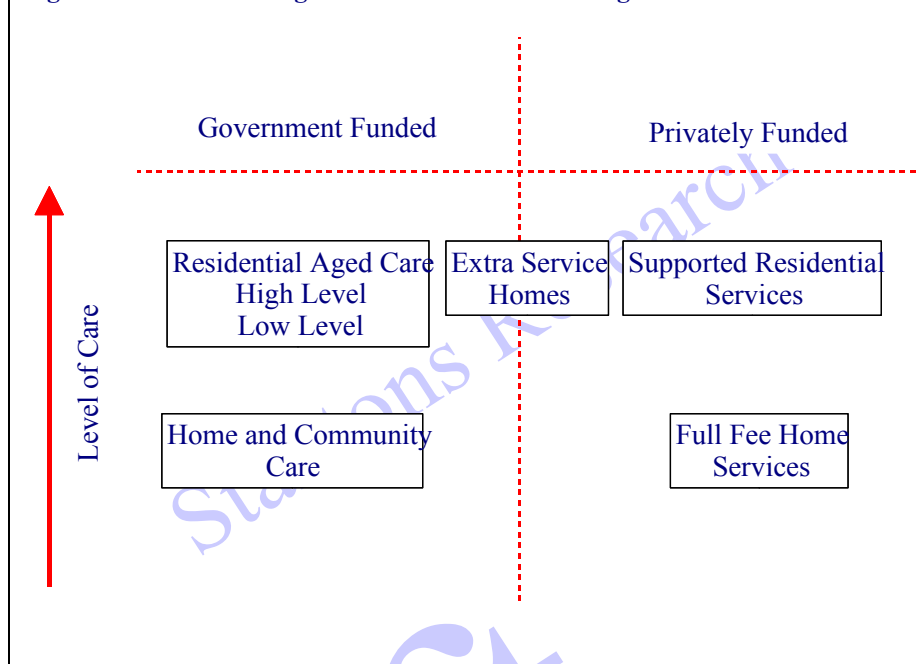 Government Funded
Privately Funded
Residential Aged Care
High Level
Low Level
Extra Service
Homes
Supported Residential
Services
Level of Care
Home and Community
Care
Full Fee Home
Services
Research